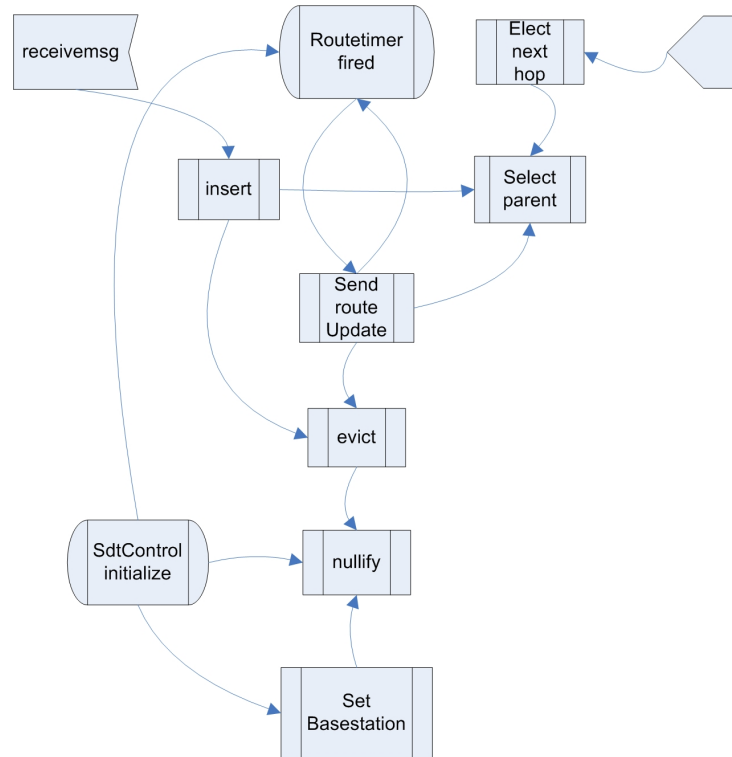 receivemsg
Routetimer
fired
Elect
next
hop
insert
Select
parent
Send
route
Update
evict
SdtControl
initialize
nullify
Set
Basestation